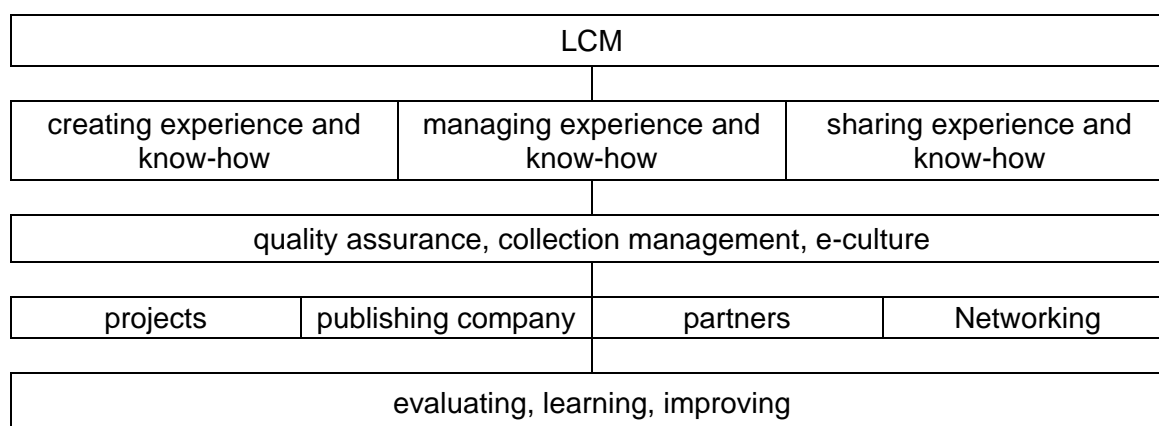 LCM
creating experience and
know-how
managing experience and
know-how
sharing experience and
know-how
quality assurance, collection management, e-culture
projects
publishing company
partners
Networking
evaluating, learning, improving